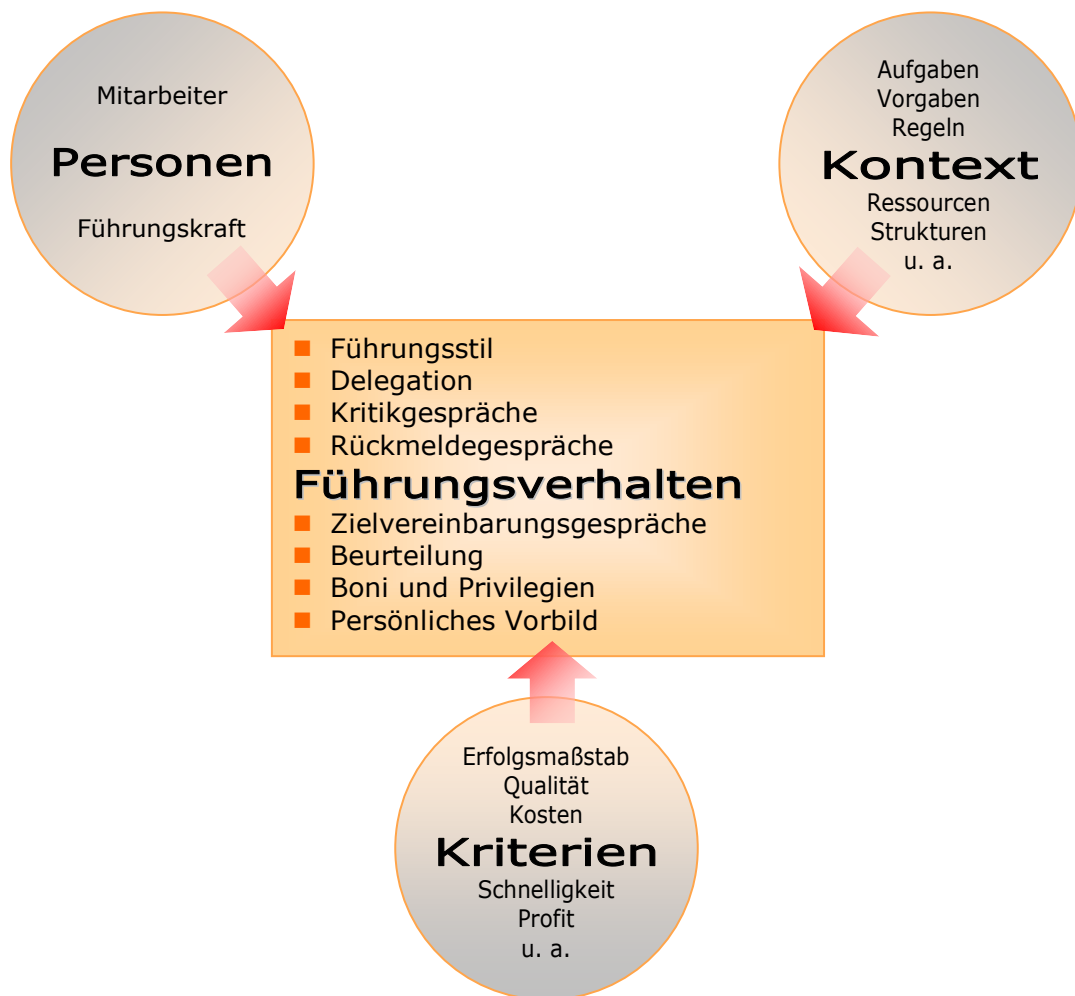 Mitarbeiter
Personen
Führungskraft
Aufgaben
Vorgaben
Regeln
Kontext
Ressourcen
Strukturen
u. a.
Führungsstil
Delegation
Kritikgespräche
Rückmeldegespräche
Führungsverhalten
Zielvereinbarungsgespräche
Beurteilung
Boni und Privilegien
Persönliches Vorbild
Erfolgsmaßstab
Qualität
Kosten
Kriterien
Schnelligkeit
Profit
u. a.